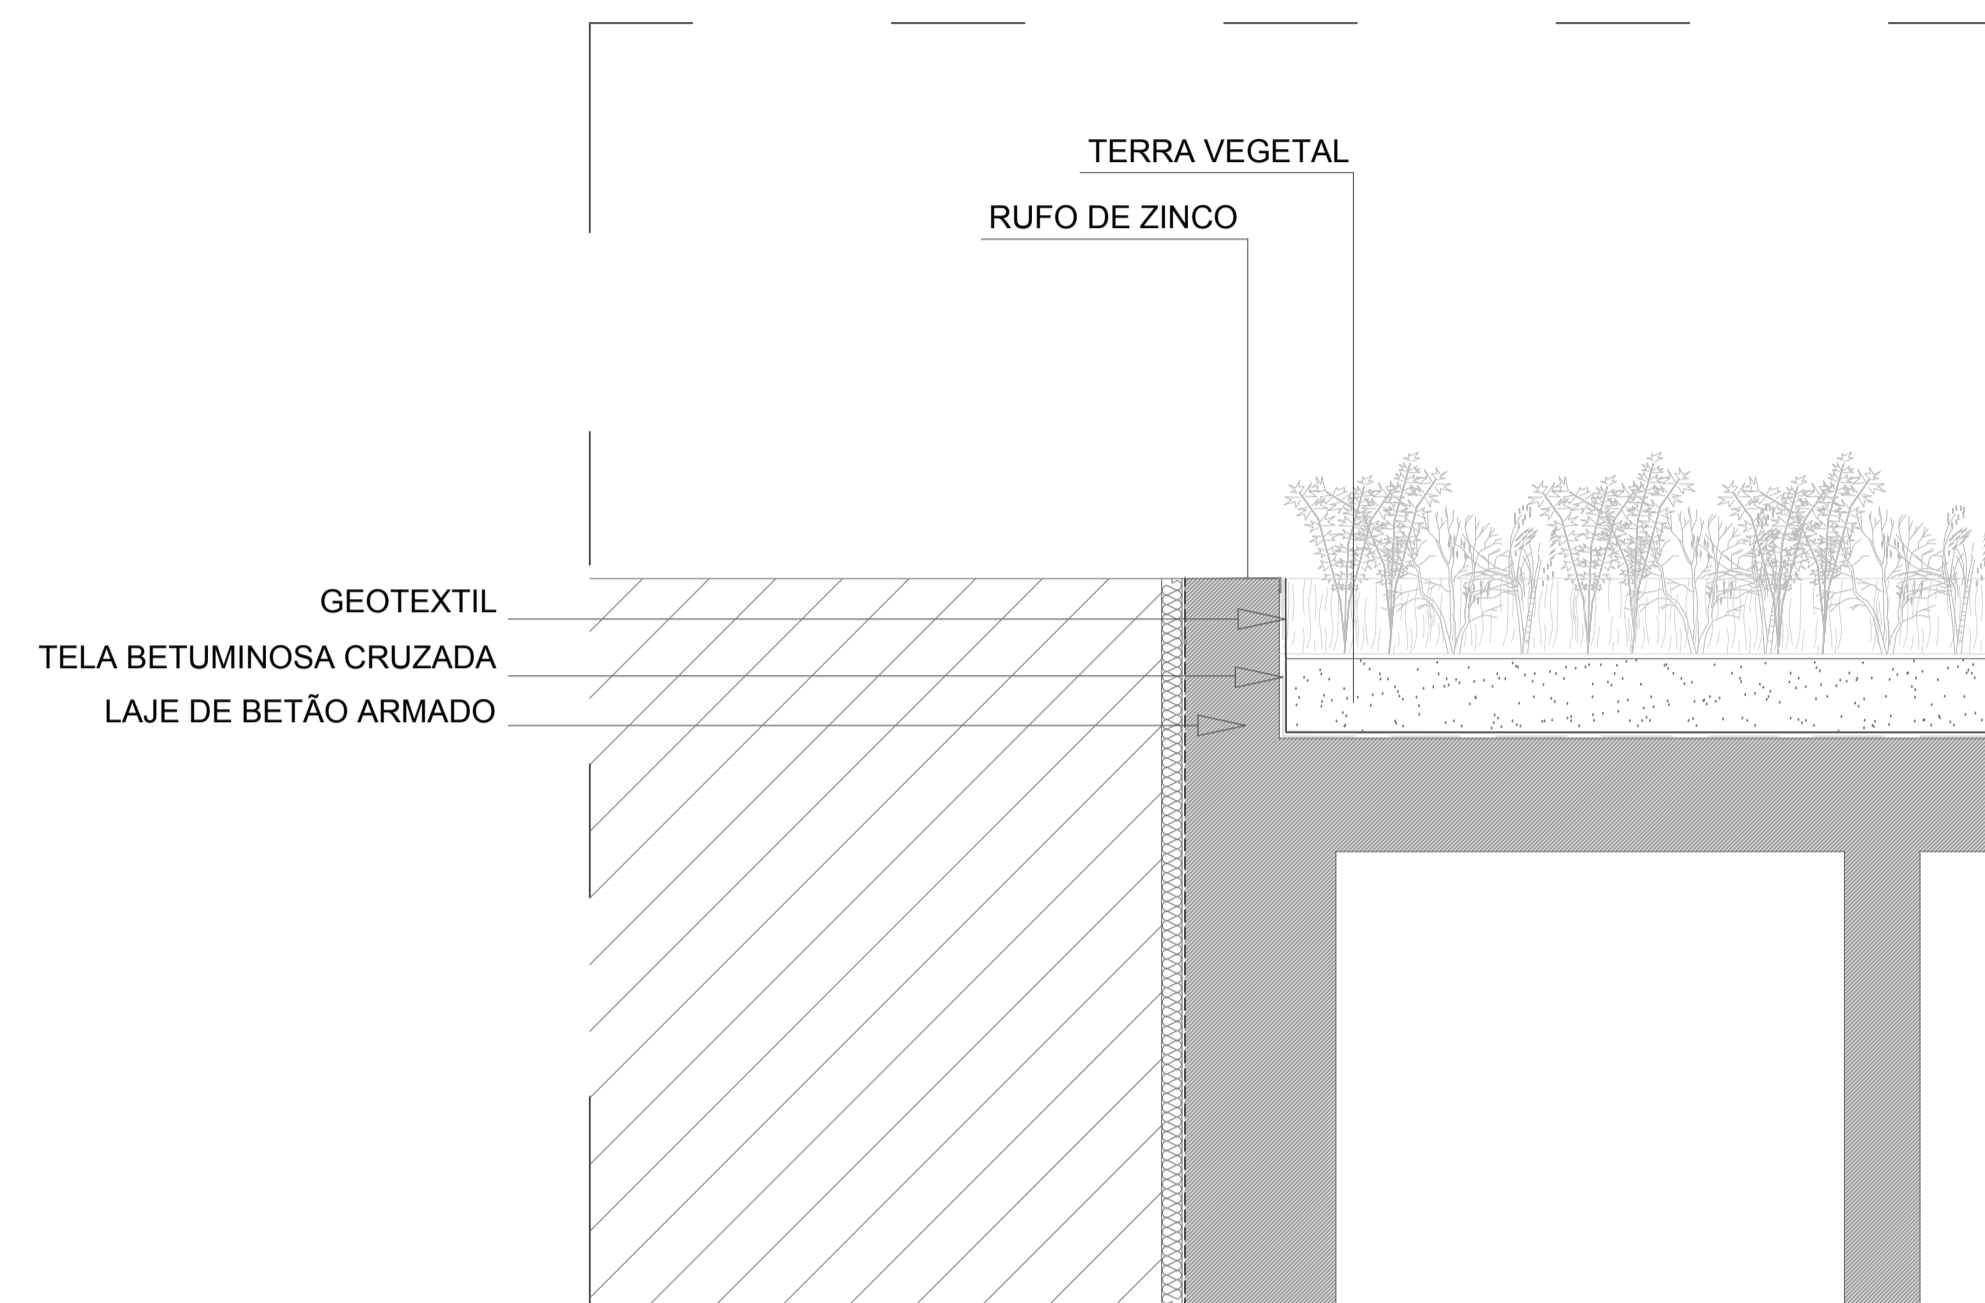 TERRA VEGETAL
RUFO DE ZINCO
GEOTEXTIL
TELA BETUMINOSA CRUZADA
LAJE DE BETÃO ARMADO